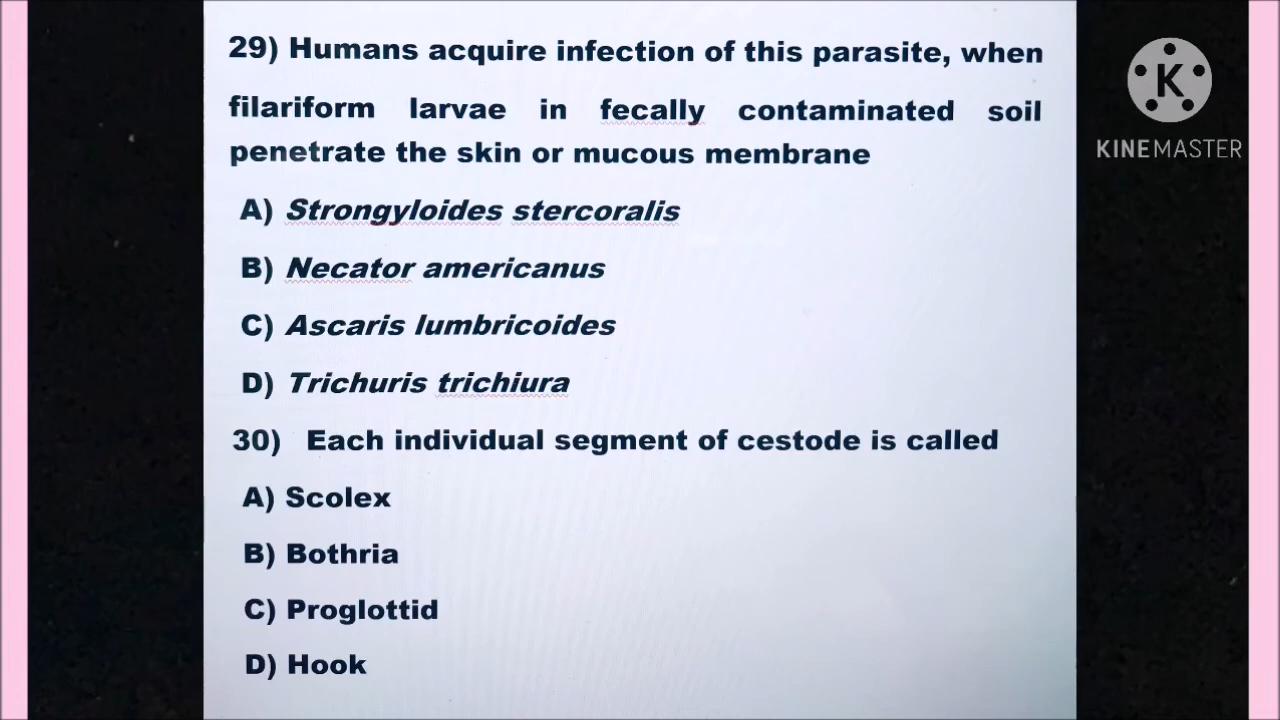 29) Humans acquire infection of this parasite, when
filariform larvae in fecally contaminated soil
penetrate the skin or mucous membrane
A) Strongyloides stercoralis
B) Necator americanus
C) Ascaris lumbricoides
D) Trichuris trichiura
30) Each individual segment of cestode is called
A) Scolex
B) Bothria
C) Proglottid
D) Hook
K
KINEMASTER